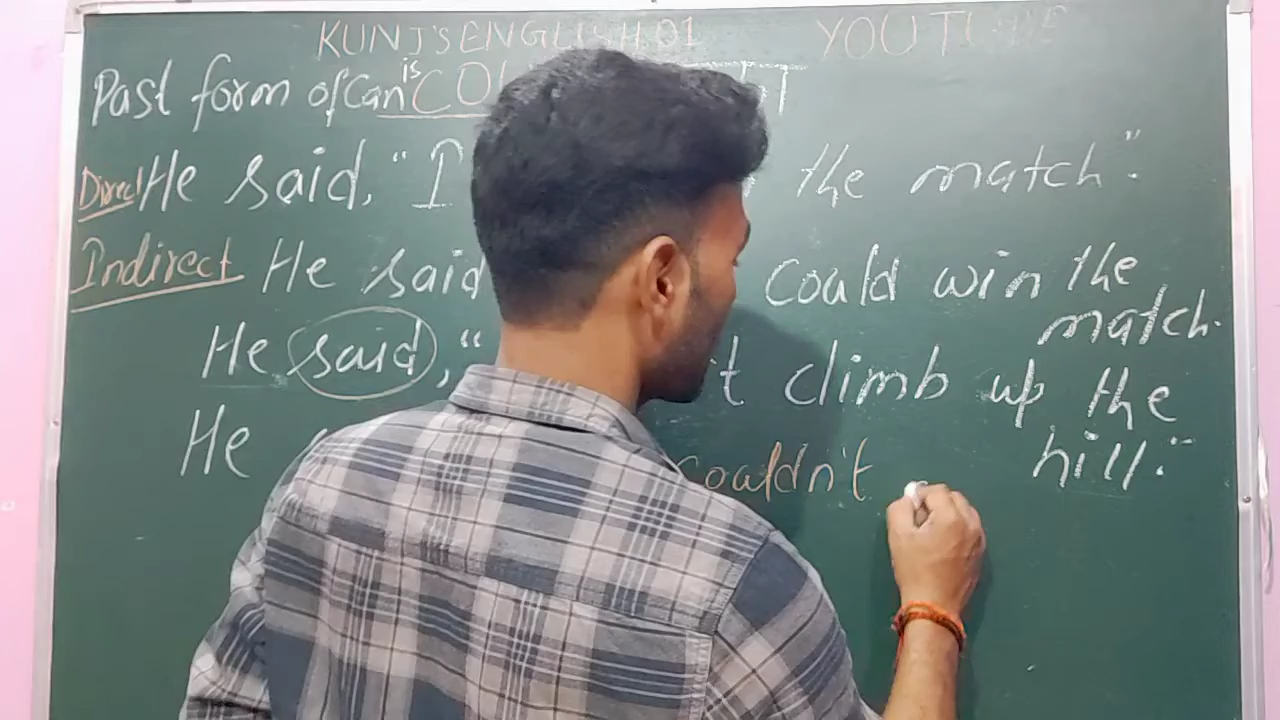 KUNJ'S ENGLISH.01 YOUTUBE
Past form of Can is
Direct He said, "I the match".
Indirect He said could win the
match.
He said, " 't climb up the
hill."
He couldn't